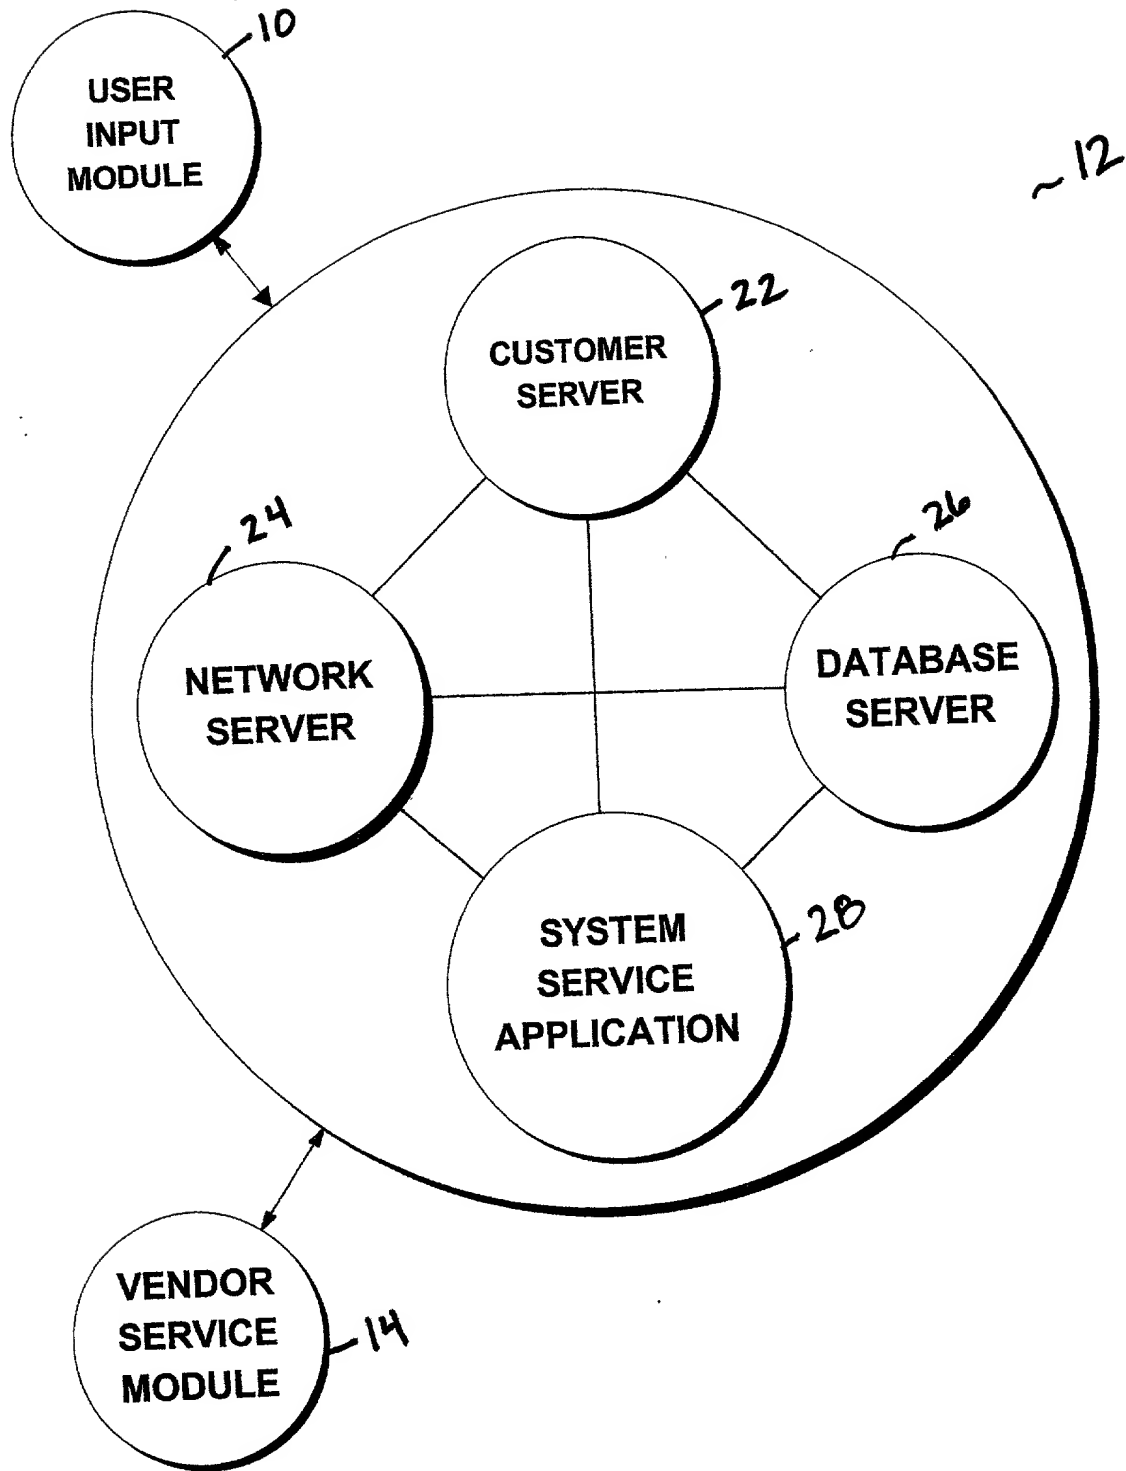 10
USER
INPUT
MODULE
~12
22
CUSTOMER
SERVER
24
26
NETWORK
SERVER
DATABASE
SERVER
28
SYSTEM
SERVICE
APPLICATION
VENDOR
SERVICE
MODULE
14